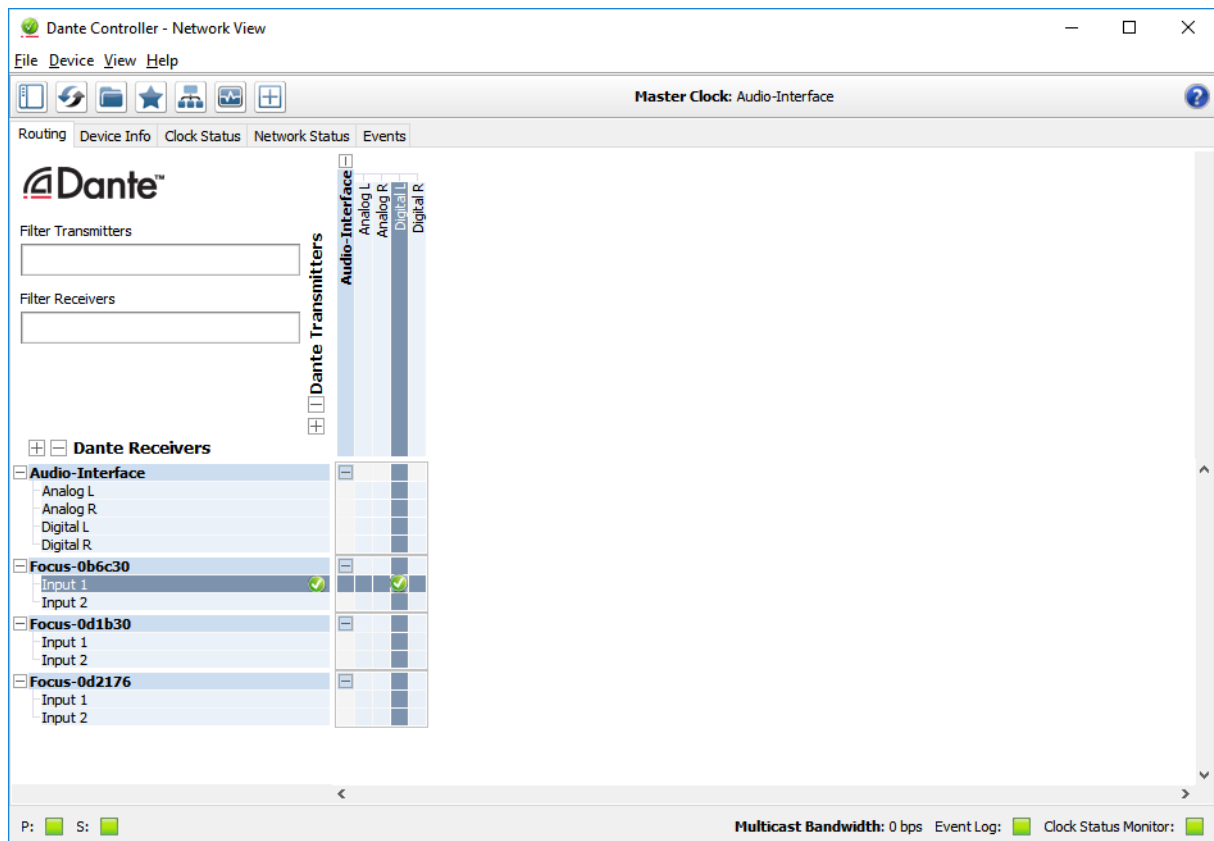 Dante Controller - Network View
File Device View Help
Master Clock: Audio-Interface
Routing Device Info Clock Status Network Status Events
Dante™
Filter Transmitters
Filter Receivers
Dante Transmitters
Audio-Interface
Analog L
Analog R
Digital L
Digital R
Dante Receivers
Audio-Interface
Analog L
Analog R
Digital L
Digital R
Focus-0b6c30
Input 1
Input 2
Focus-0d1b30
Input 1
Input 2
Focus-0d2176
Input 1
Input 2
P: S: Multicast Bandwidth: 0 bps Event Log: Clock Status Monitor: